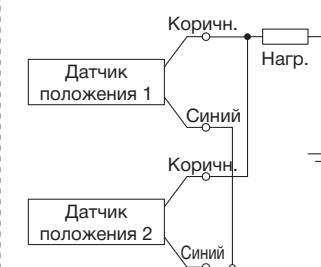 Коричн.
Нагр.
Датчик
положения 1
Синий
Коричн.
Датчик
положения 2
Синий